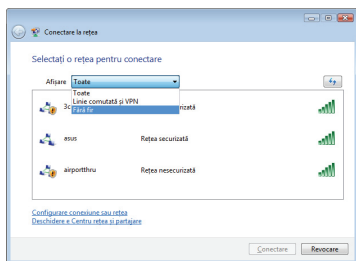 Conectare la rețea
Selectați o rețea pentru conectare
Afișare Toate
Toate
Linie comutată și VPN
Fără fir
asus Rețea securizată
airportthru Rețea nesecurizată
Configurare conexiune sau rețea
Deschidere e Centru rețea și partajare
Conectare Revocare